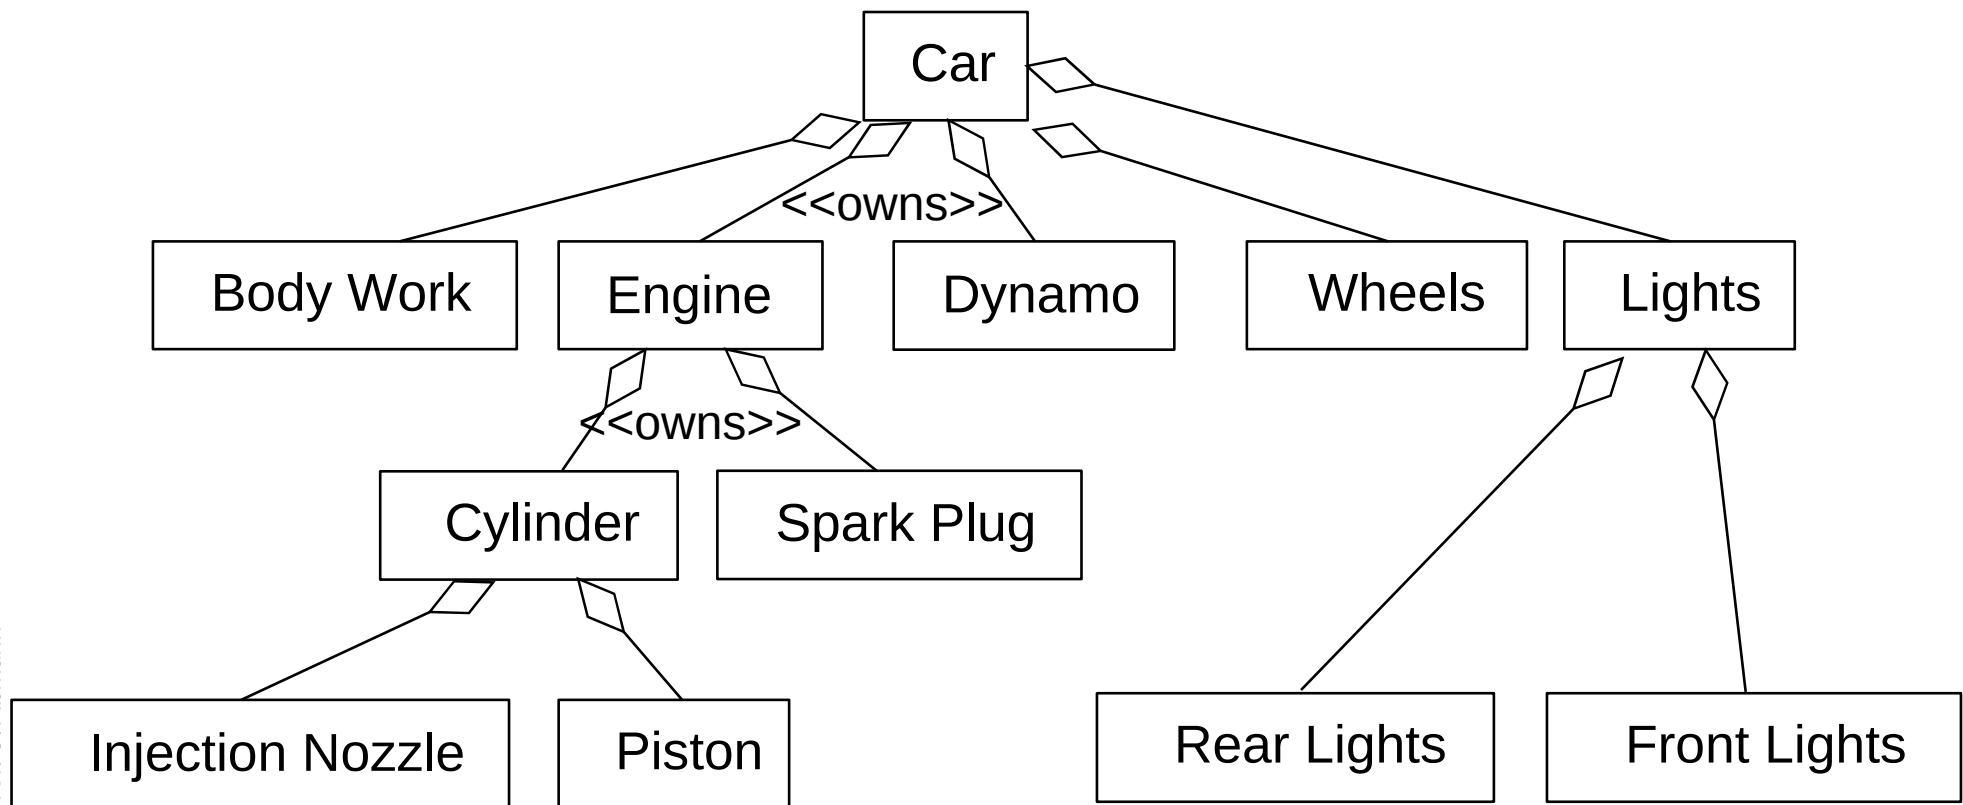 Car
<<owns>>
Body Work
Engine
Dynamo
Wheels
Lights
<<owns>>
Cylinder
Spark Plug
Injection Nozzle
Piston
Rear Lights
Front Lights